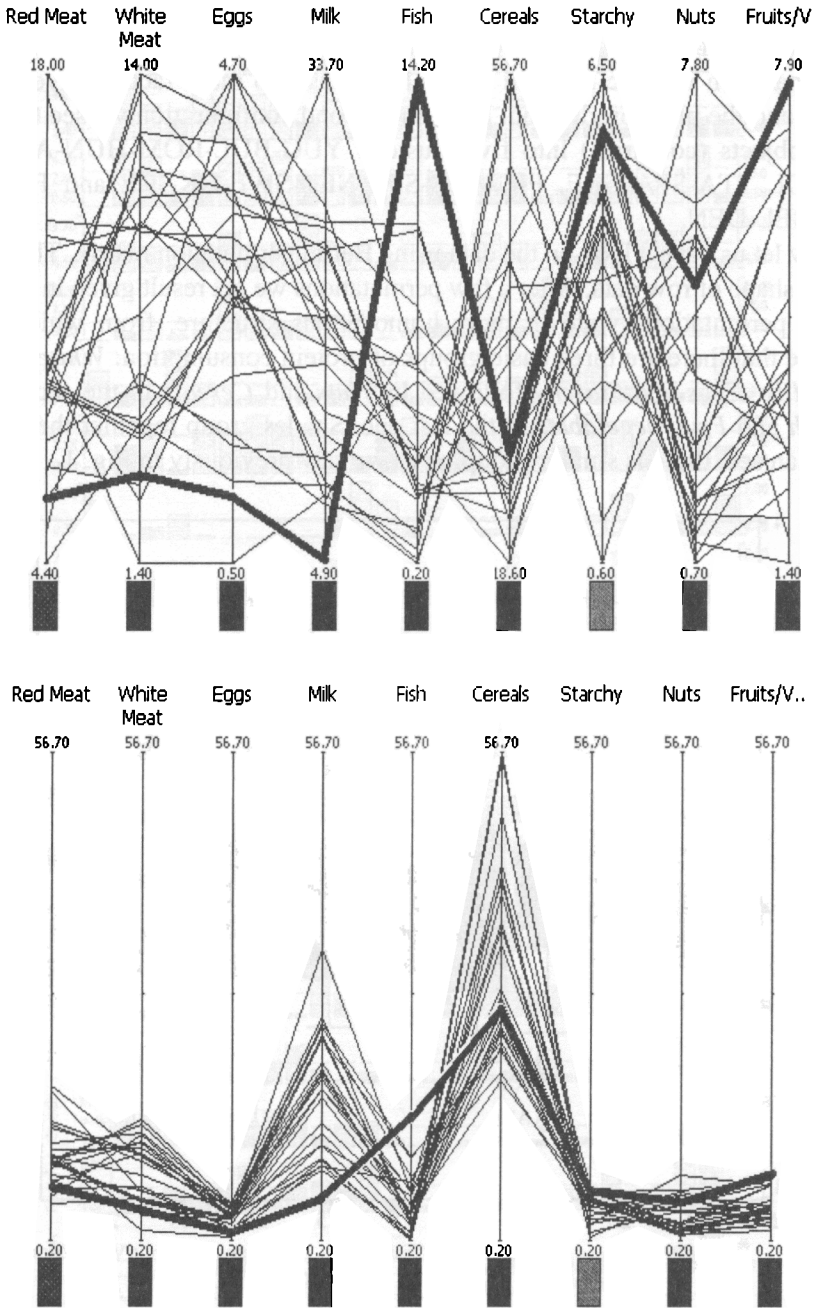 Red Meat White Eggs Milk Fish Cereals Starchy Nuts Fruits/V
Meat
18.00 14.00 4.70 33.70 14.20 56.70 6.50 7.80 7.90
4.40 1.40 0.50 4.90 0.20 18.60 0.60 0.70 1.40
Red Meat White Eggs Milk Fish Cereals Starchy Nuts Fruits/V..
Meat
56.70 56.70 56.70 56.70 56.70 56.70 56.70 56.70 56.70
0.20 0.20 0.20 0.20 0.20 0.20 0.20 0.20 0.20